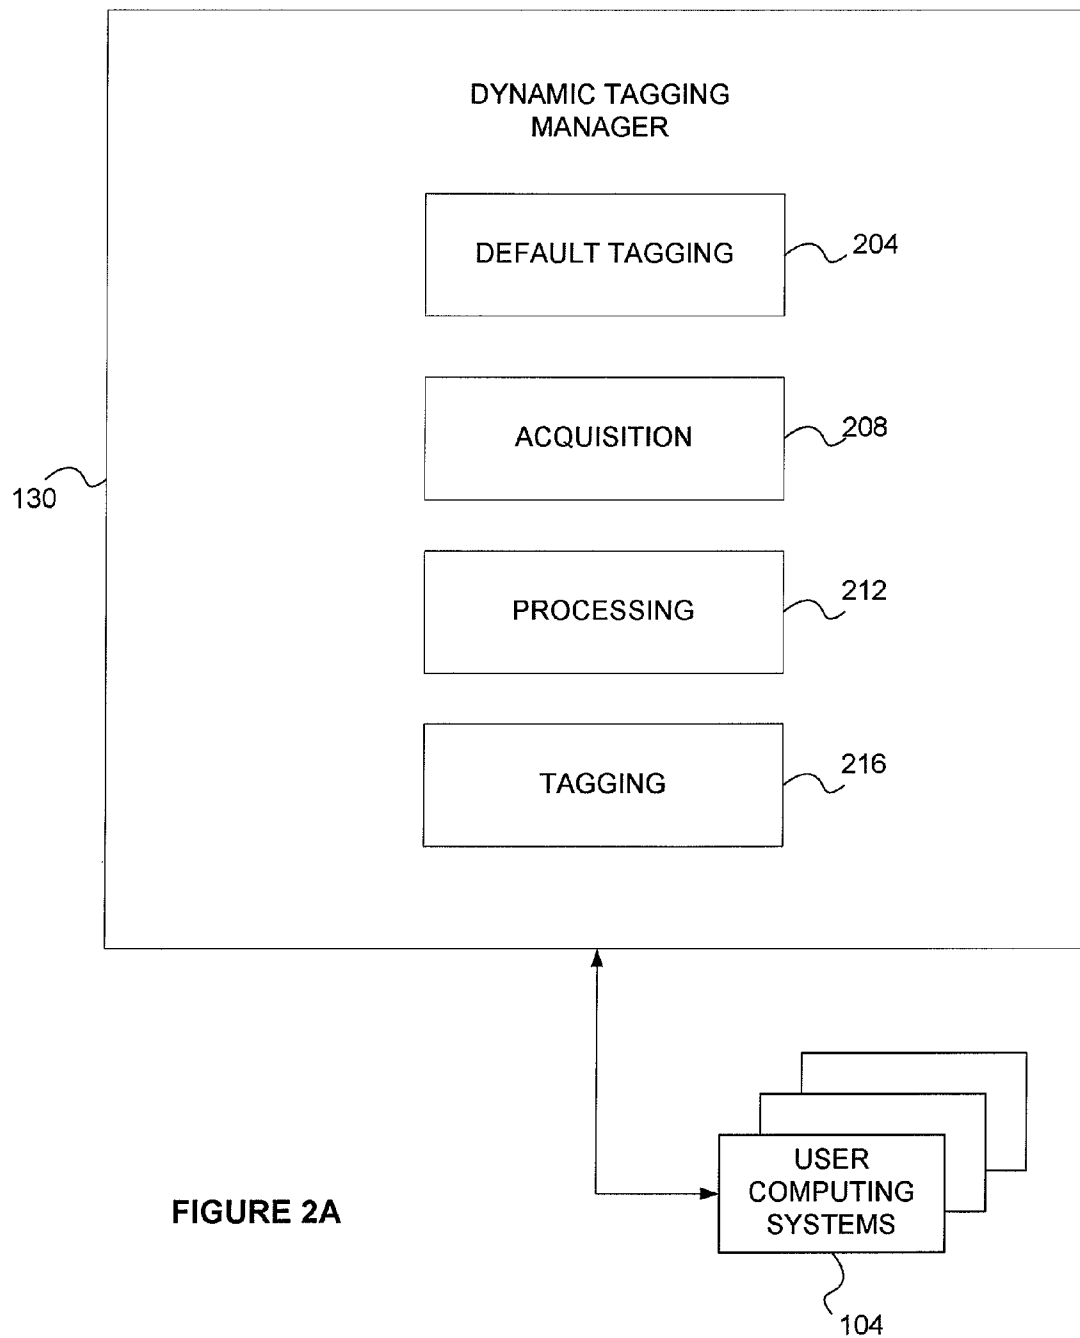 DYNAMIC TAGGING
MANAGER
DEFAULT TAGGING
204
ACQUISITION
208
130
PROCESSING
212
TAGGING
216
USER
COMPUTING
SYSTEMS
FIGURE 2A
104